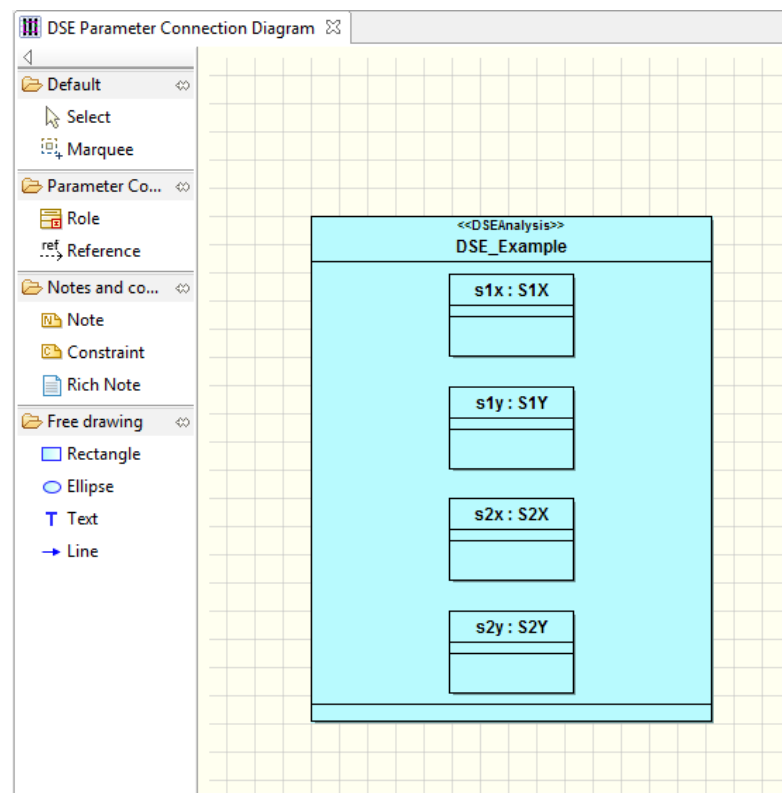 DSE Parameter Connection Diagram
Default
Select
Marquee
Parameter Co...
Role
ref
Reference
Notes and co...
N
Note
C
Constraint
Rich Note
Free drawing
Rectangle
Ellipse
T Text
Line
<<DSEAnalysis>>
DSE_Example
s1x : S1X
s1y : S1Y
s2x : S2X
s2y : S2Y